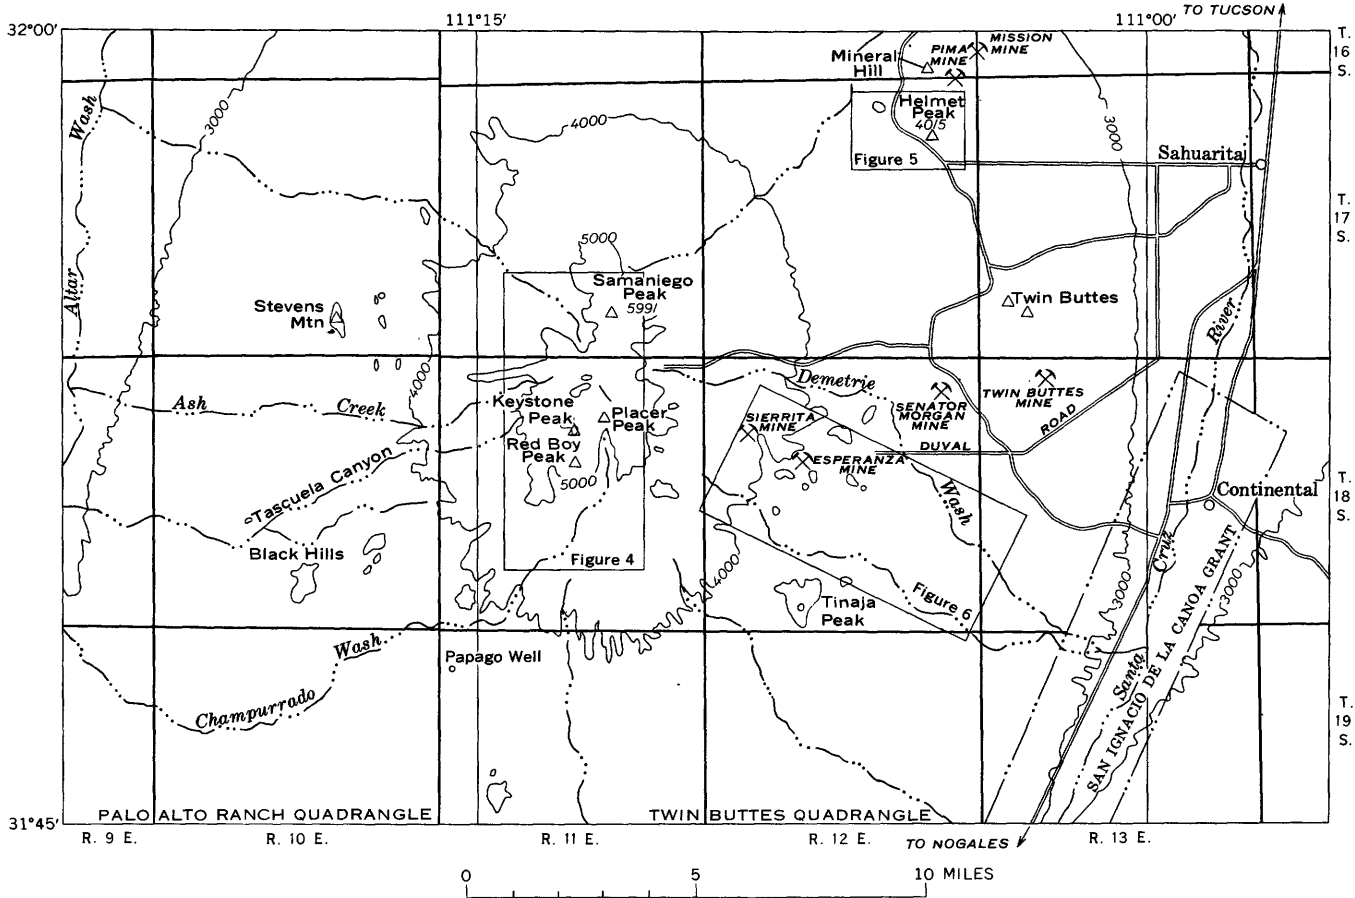 111°15'
111°00'
TO TUCSON
32°00'
T.
16
S.
MISSION
MINE
PIMA
MINE
Mineral
Hill
Helmet
Peak
40/5
Figure 5
3000
4000
3000
Wash
Sahuarita
T.
17
S.
5000
Altar
Samaniego
Peak
599/
Stevens
Mtn
Twin Buttes
River
4000
Demetrie
Ash
Creek
Keystone
Peak
Placer
Peak
Red Boy
Peak
5000
SIERRITA
MINE
SENATOR
MORGAN
MINE
TWIN BUTTES
MINE
DUVAL
ROAD
ESPERANZA
MINE
Tascuela Canyon
Wash
Continental
T.
18
S.
Black Hills
Figure 4
4000
Figure 6
Tinaja
Peak
Cruz
3000
3000
Wash
Papago Well
Champurrado
Santa
SAN IGNACIO DE LA CANOA GRANT
T.
19
S.
PALO ALTO RANCH QUADRANGLE
TWIN BUTTES QUADRANGLE
31°45'
R. 9 E.
R. 10 E.
R. 11 E.
R. 12 E.
TO NOGALES
R. 13 E.
0
5
10 MILES